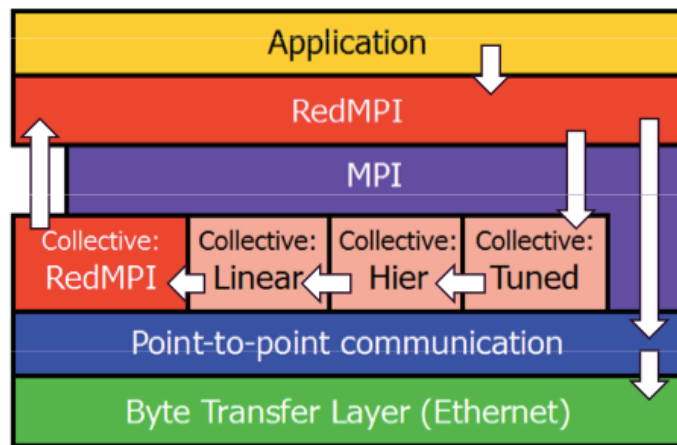 Application
RedMPI
MPI
Collective: Collective: Collective: Collective:
RedMPI Linear Hier Tuned
Point-to-point communication
Byte Transfer Layer (Ethernet)